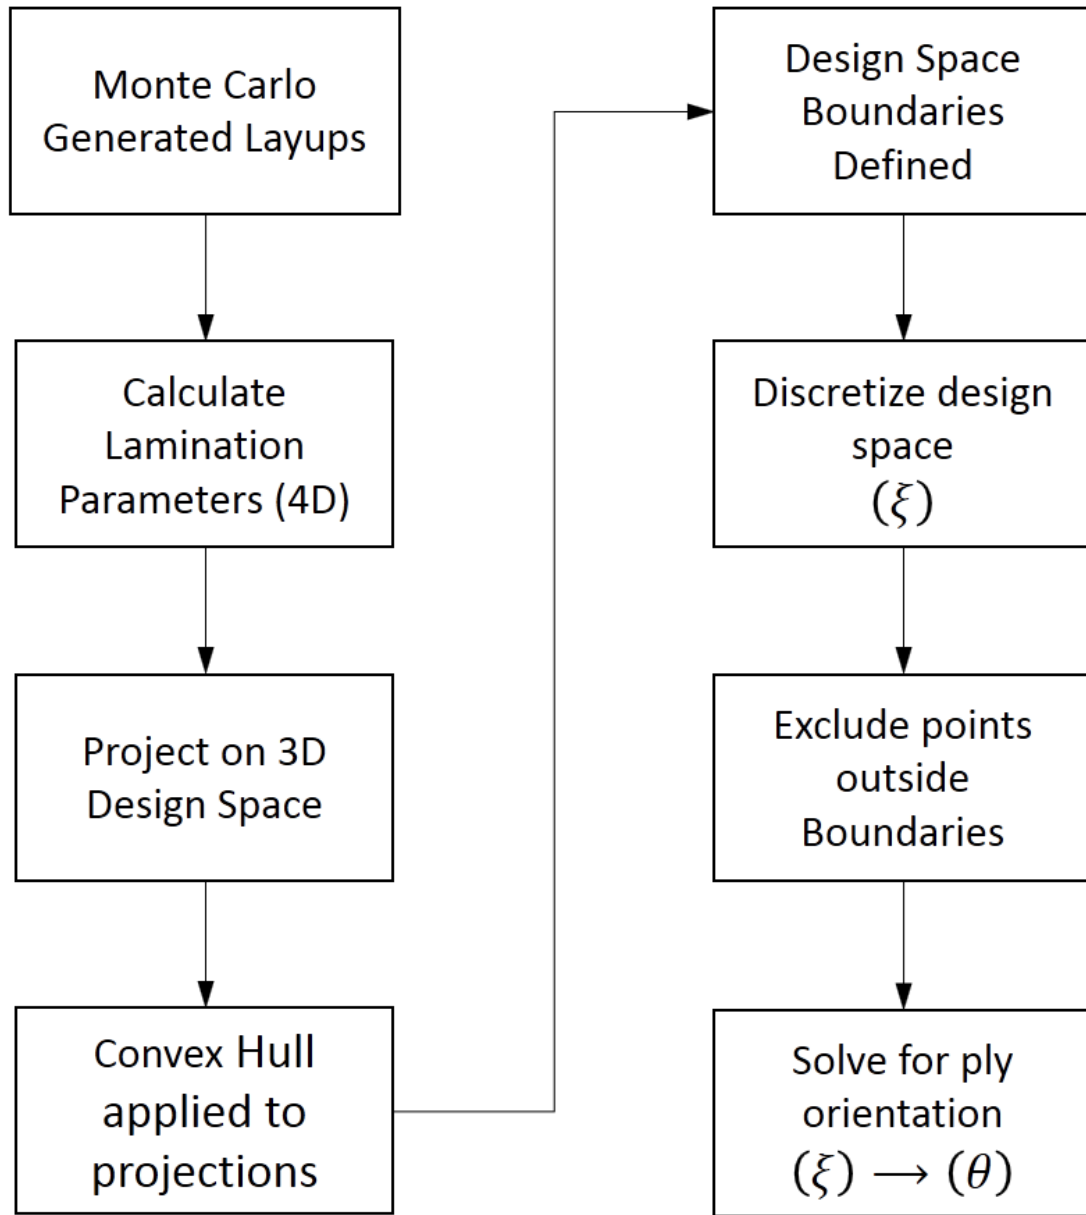 Monte Carlo
Generated Layups
Calculate
Lamination
Parameters (4D)
Project on 3D
Design Space
Convex Hull
applied to
projections
Design Space
Boundaries
Defined
Discretize design
space
(ξ)
Exclude points
outside
Boundaries
Solve for ply
orientation
(ξ) ⟶ (θ)